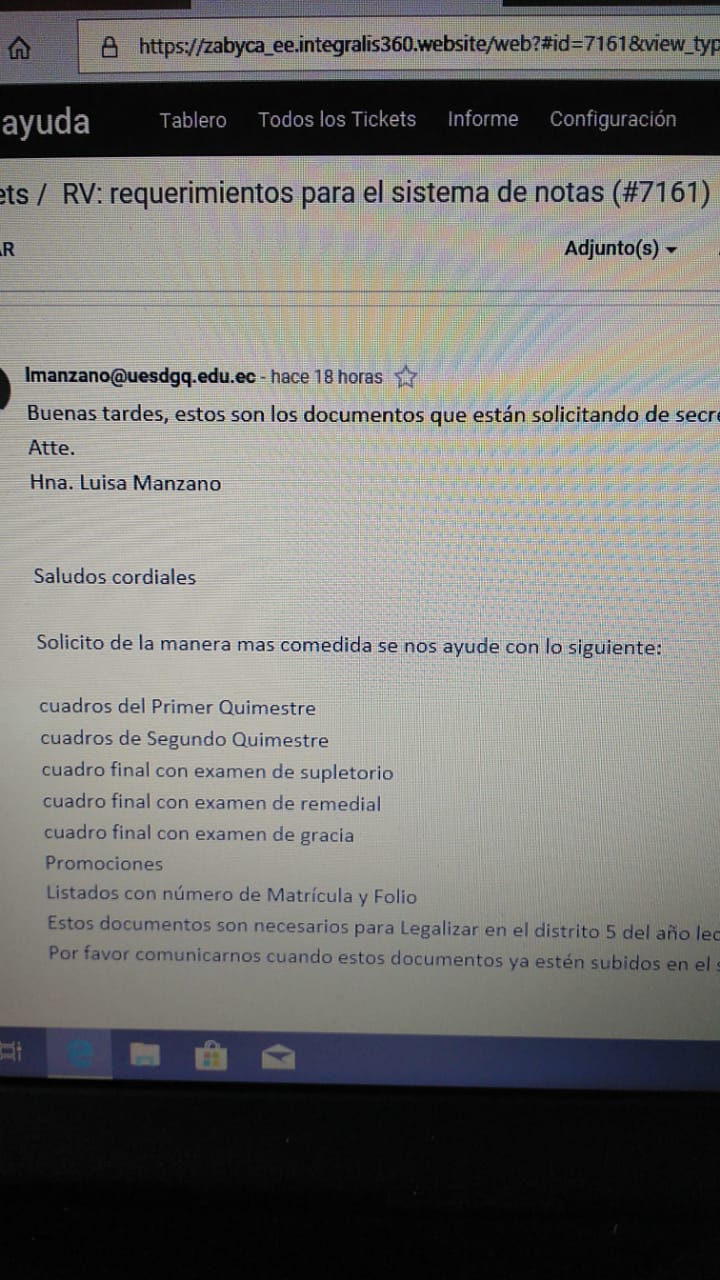 https://zabyca_ee.integralis360.website/web?#id=7161&view_typ
ayuda Tablero Todos los Tickets Informe Configuración
ets / RV: requerimientos para el sistema de notas (#7161)
AR Adjunto(s)
lmanzano@uesdgq.edu.ec - hace 18 horas
Buenas tardes, estos son los documentos que están solicitando de secre
Atte.
Hna. Luisa Manzano
Saludos cordiales
Solicito de la manera mas comedida se nos ayude con lo siguiente:
cuadros del Primer Quimestre
cuadros de Segundo Quimestre
cuadro final con examen de supletorio
cuadro final con examen de remedial
cuadro final con examen de gracia
Promociones
Listados con número de Matrícula y Folio
Estos documentos son necesarios para Legalizar en el distrito 5 del año lec
Por favor comunicarnos cuando estos documentos ya estén subidos en el s